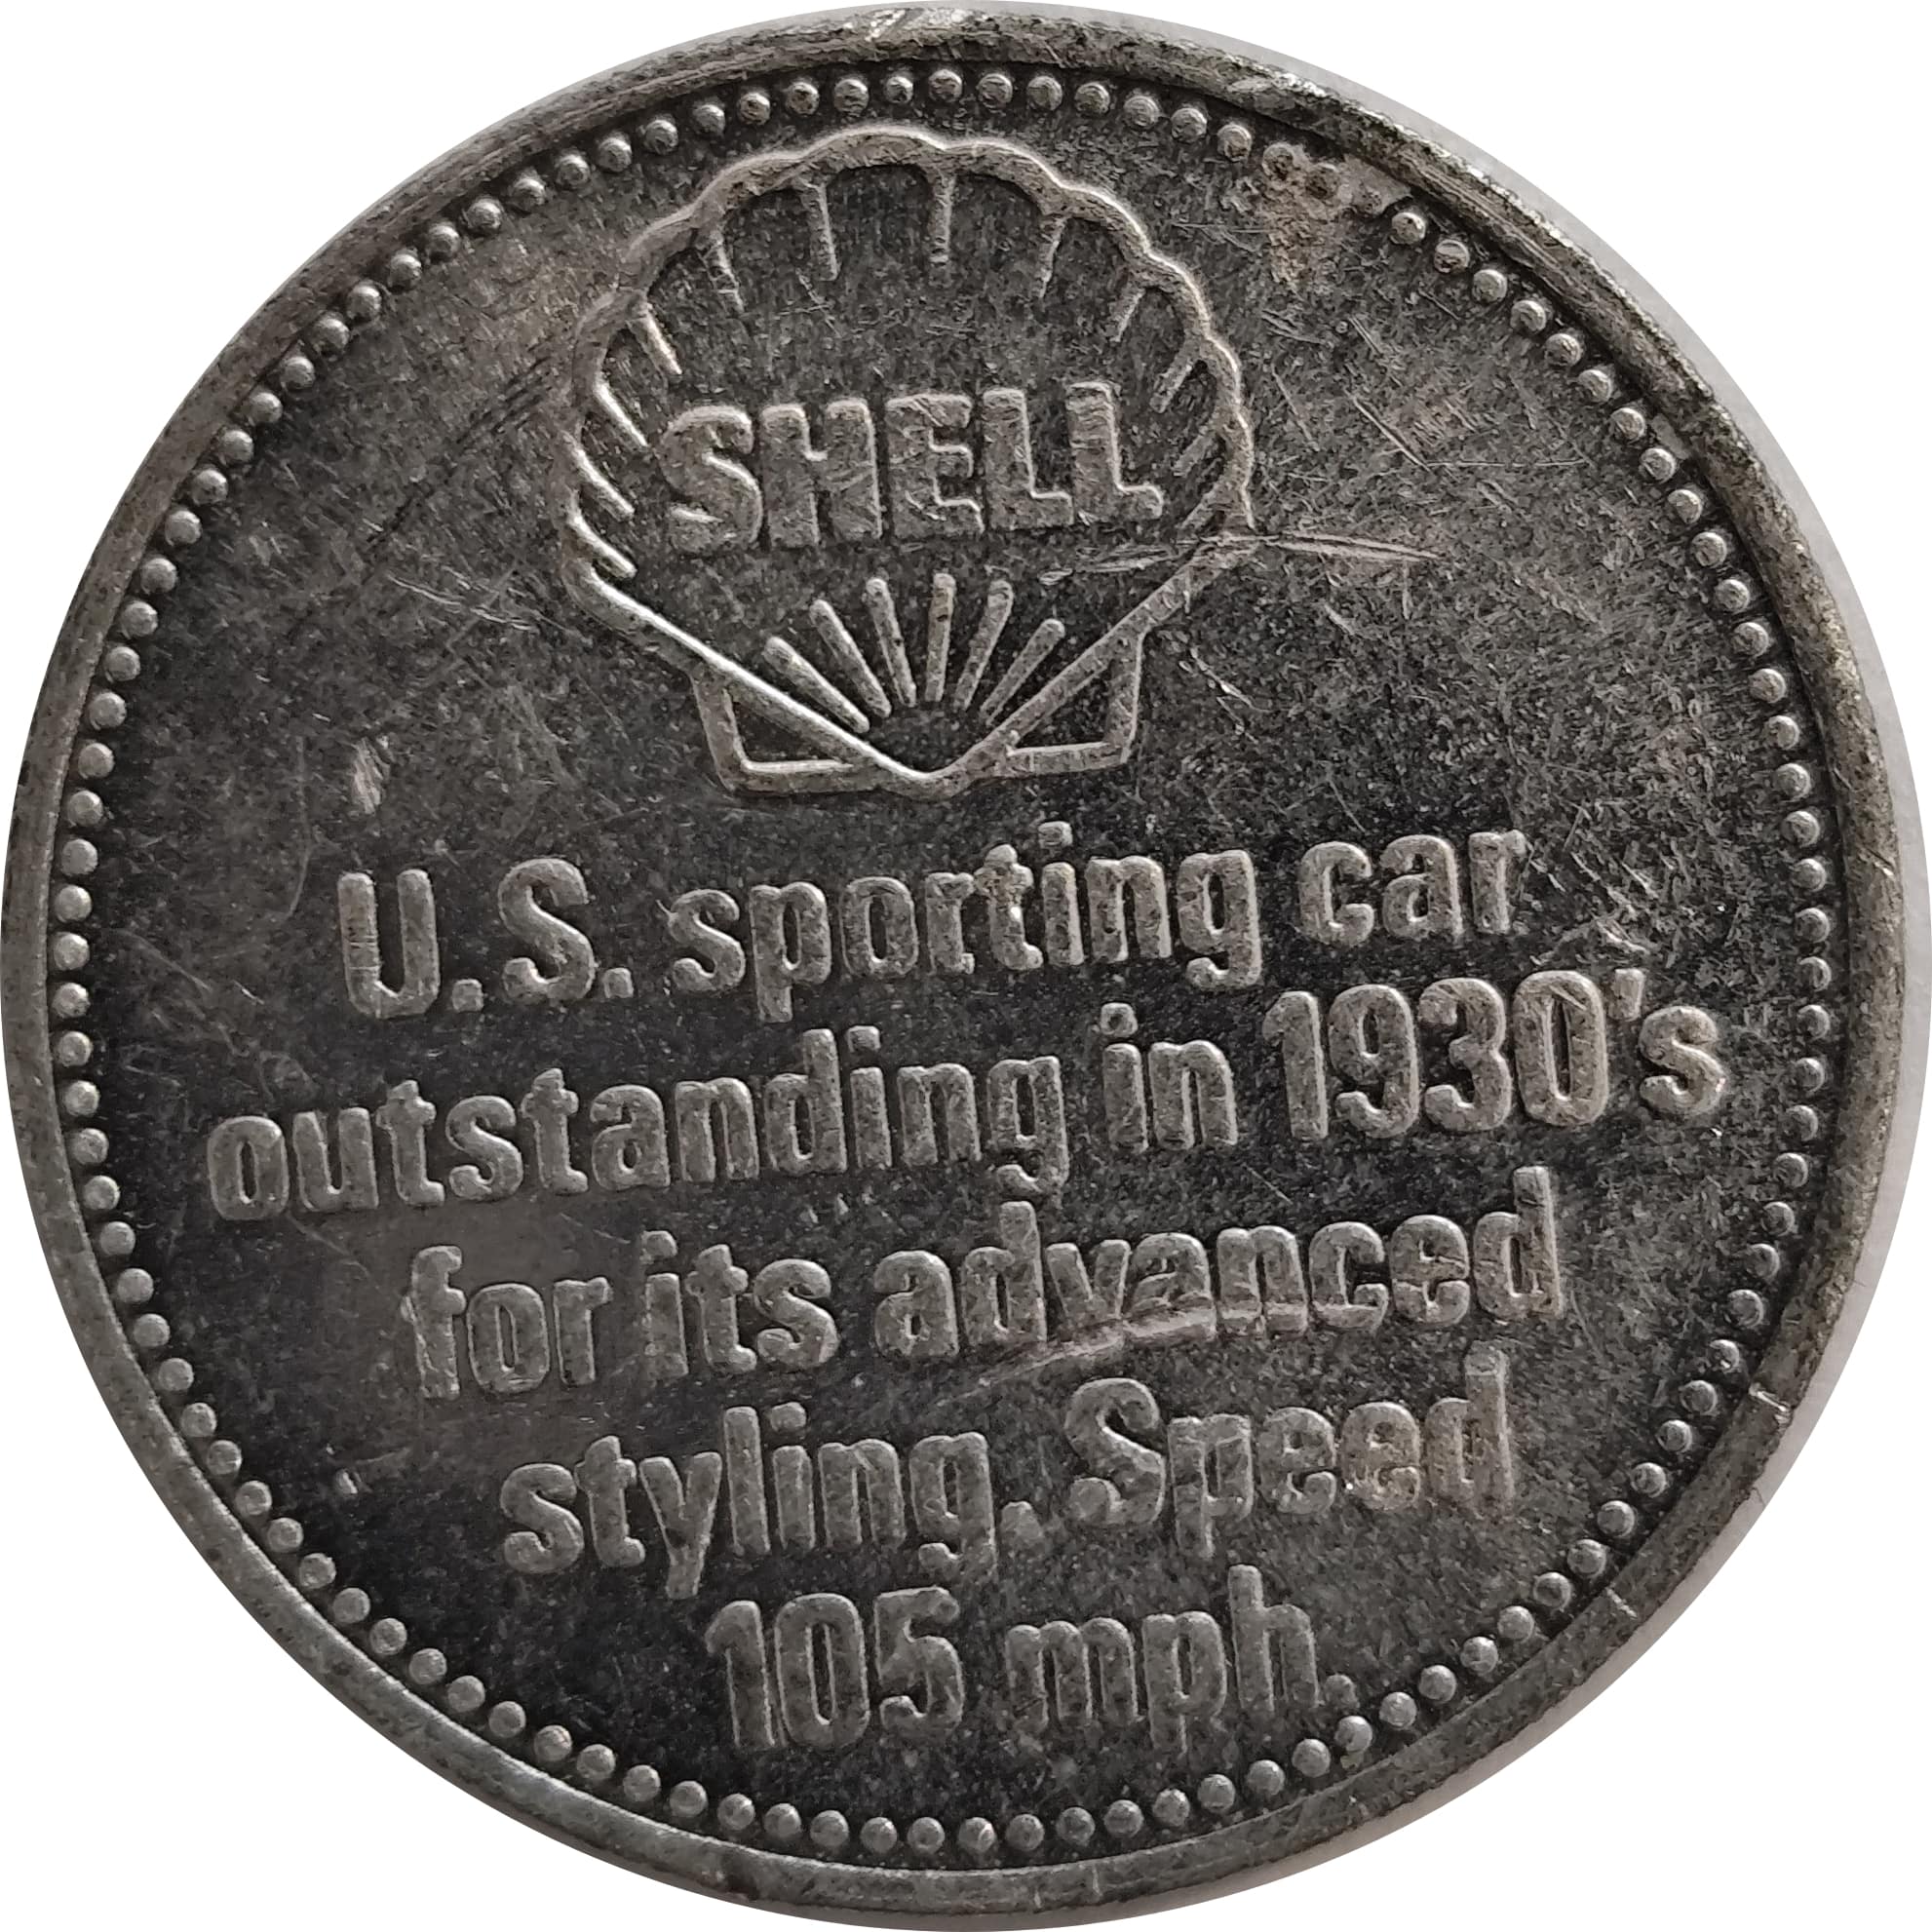 SHELL
U.S. sporting car
outstanding in 1930's
for its advanced
styling. Speed
105 mph.